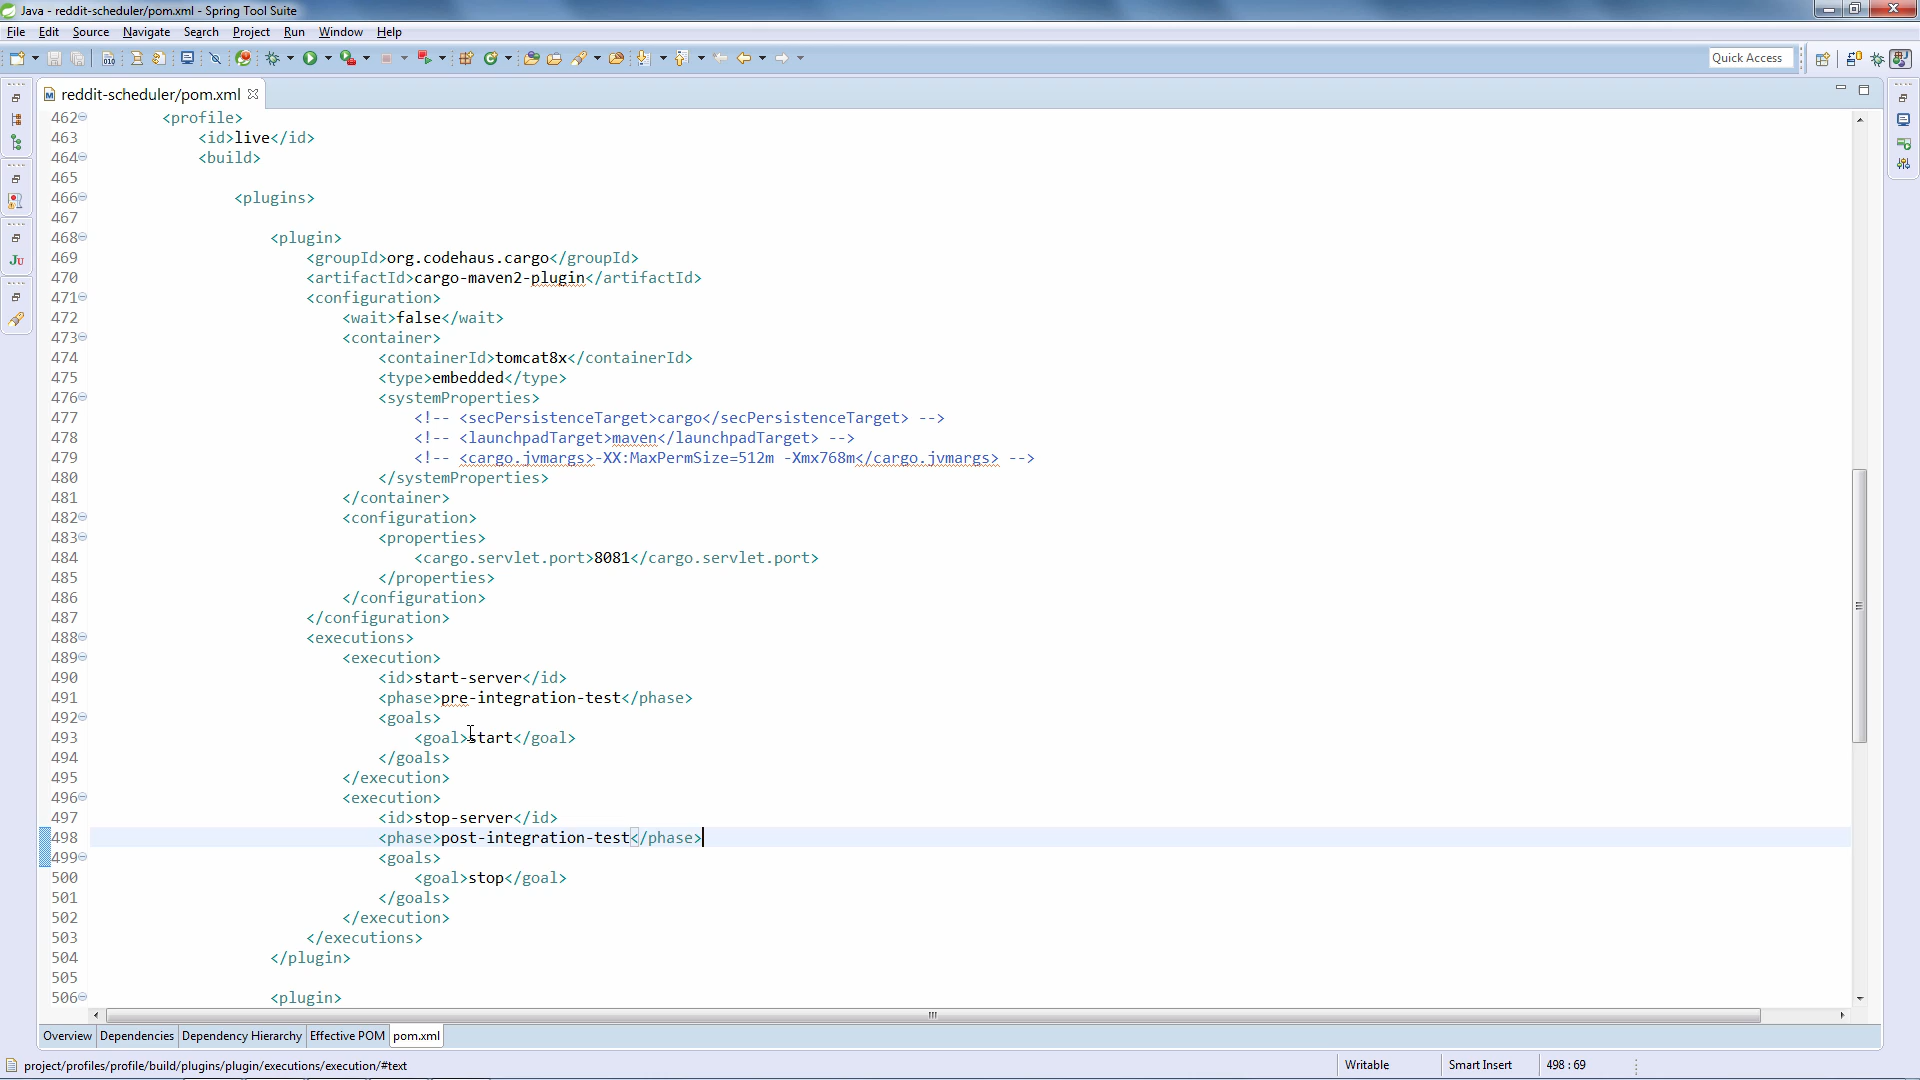 Java - reddit-scheduler/pom.xml - Spring Tool Suite
File Edit Source Navigate Search Project Run Window Help
Quick Access
reddit-scheduler/pom.xml
462 <profile>
463 <id>live</id>
464 <build>
465
466 <plugins>
467
468 <plugin>
469 <groupId>org.codehaus.cargo</groupId>
470 <artifactId>cargo-maven2-plugin</artifactId>
471 <configuration>
472 <wait>false</wait>
473 <container>
474 <containerId>tomcat8x</containerId>
475 <type>embedded</type>
476 <systemProperties>
477 <!-- <secPersistenceTarget>cargo</secPersistenceTarget> -->
478 <!-- <launchpadTarget>maven</launchpadTarget> -->
479 <!-- <cargo.jvmargs>-XX:MaxPermSize=512m -Xmx768m</cargo.jvmargs> -->
480 </systemProperties>
481 </container>
482 <configuration>
483 <properties>
484 <cargo.servlet.port>8081</cargo.servlet.port>
485 </properties>
486 </configuration>
487 </configuration>
488 <executions>
489 <execution>
490 <id>start-server</id>
491 <phase>pre-integration-test</phase>
492 <goals>
493 <goal>start</goal>
494 </goals>
495 </execution>
496 <execution>
497 <id>stop-server</id>
498 <phase>post-integration-test</phase>
499 <goals>
500 <goal>stop</goal>
501 </goals>
502 </execution>
503 </executions>
504 </plugin>
505
506 <plugin>
Overview Dependencies Dependency Hierarchy Effective POM pom.xml
project/profiles/profile/build/plugins/plugin/executions/execution/#text Writable Smart Insert 498 : 69